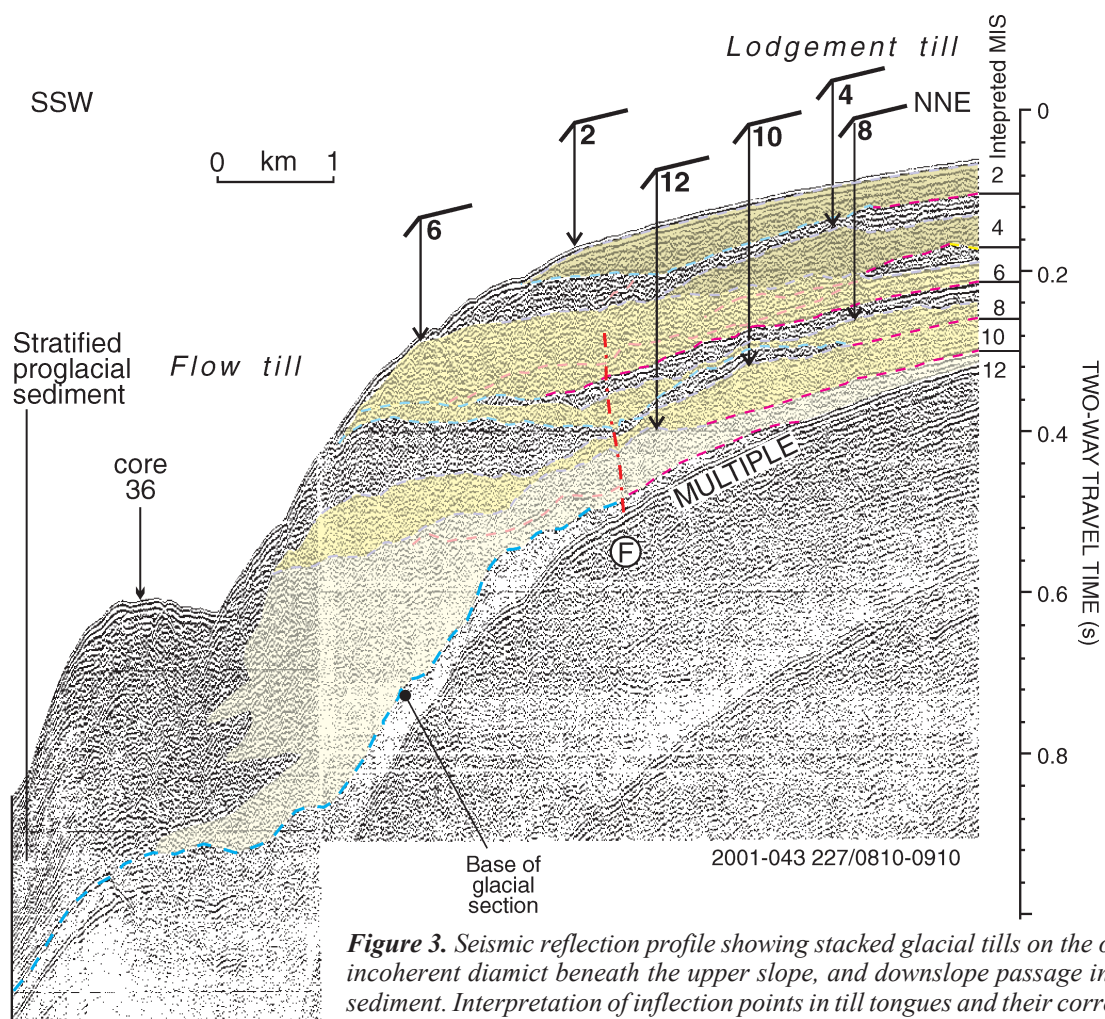 Lodgement till
SSW
NNE
Intepreted MIS
0 km 1
2
4
6
8
10
12
2
4
6
8
10
12
0
0.2
0.4
0.6
0.8
TWO-WAY TRAVEL TIME (s)
Stratified
proglacial
sediment
Flow till
core
36
MULTIPLE
F
Base of
glacial
section
2001-043 227/0810-0910
Figure 3. Seismic reflection profile showing stacked glacial tills on the
incoherent diamict beneath the upper slope, and downslope passage
sediment. Interpretation of inflection points in till tongues and their